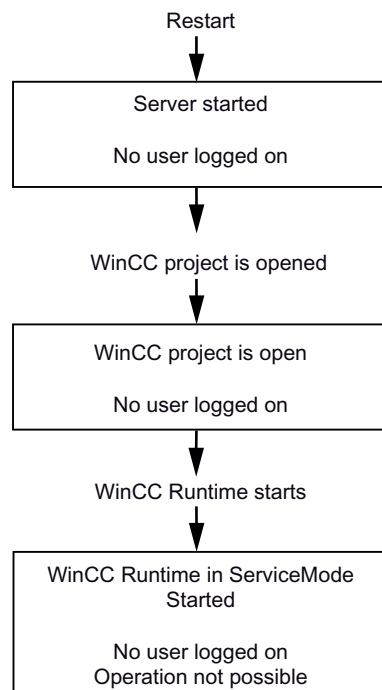 Restart
Server started
No user logged on
WinCC project is opened
WinCC project is open
No user logged on
WinCC Runtime starts
WinCC Runtime in ServiceMode
Started
No user logged on
Operation not possible